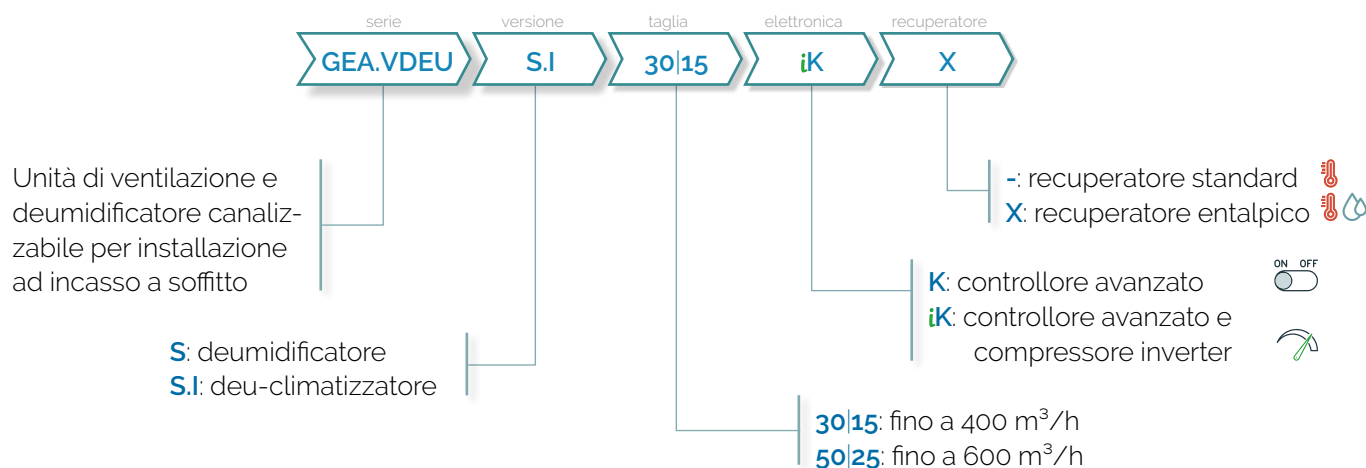 serie versione taglia elettronica recuperatore
GEA.VDEU S.I 30|15 iK X
Unità di ventilazione e
deumidificatore canaliz-
zabile per installazione
ad incasso a soffitto
-: recuperatore standard
X: recuperatore entalpico
ON OFF
K: controllore avanzato
iK: controllore avanzato e
compressore inverter
S: deumidificatore
S.I: deu-climatizzatore
30|15: fino a 400 m³/h
50|25: fino a 600 m³/h